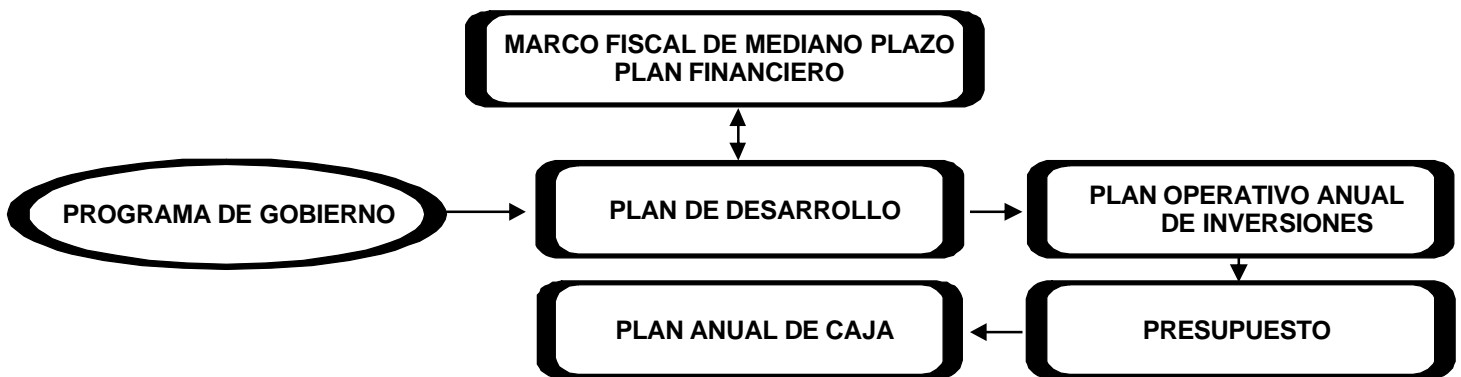 MARCO FISCAL DE MEDIANO PLAZO
PLAN FINANCIERO
PROGRAMA DE GOBIERNO
PLAN DE DESARROLLO
PLAN OPERATIVO ANUAL
DE INVERSIONES
PLAN ANUAL DE CAJA
PRESUPUESTO